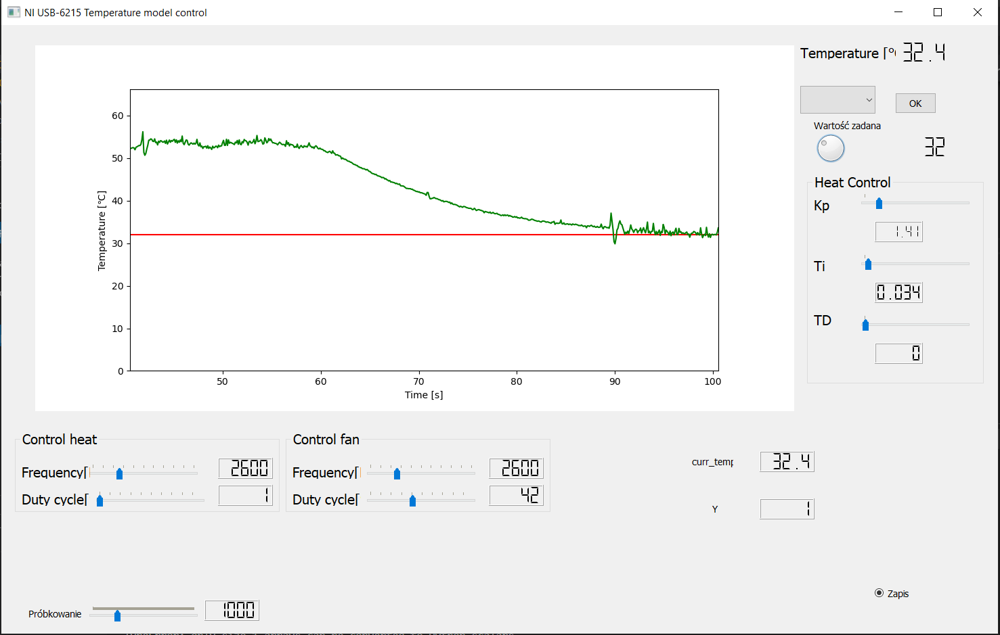 NI USB-6215 Temperature model control
Temperature [°
32.4
OK
Wartość zadana
32
Heat Control
Kp
1.41
Ti
0.034
TD
0
60
50
40
30
20
10
0
Temperature [°C]
50 60 70 80 90 100
Time [s]
Control heat
Frequency[
2600
Duty cycle[
1
Control fan
Frequency[
2600
Duty cycle[
42
curr_temp
32.4
Y
1
Zapis
Próbkowanie
1000